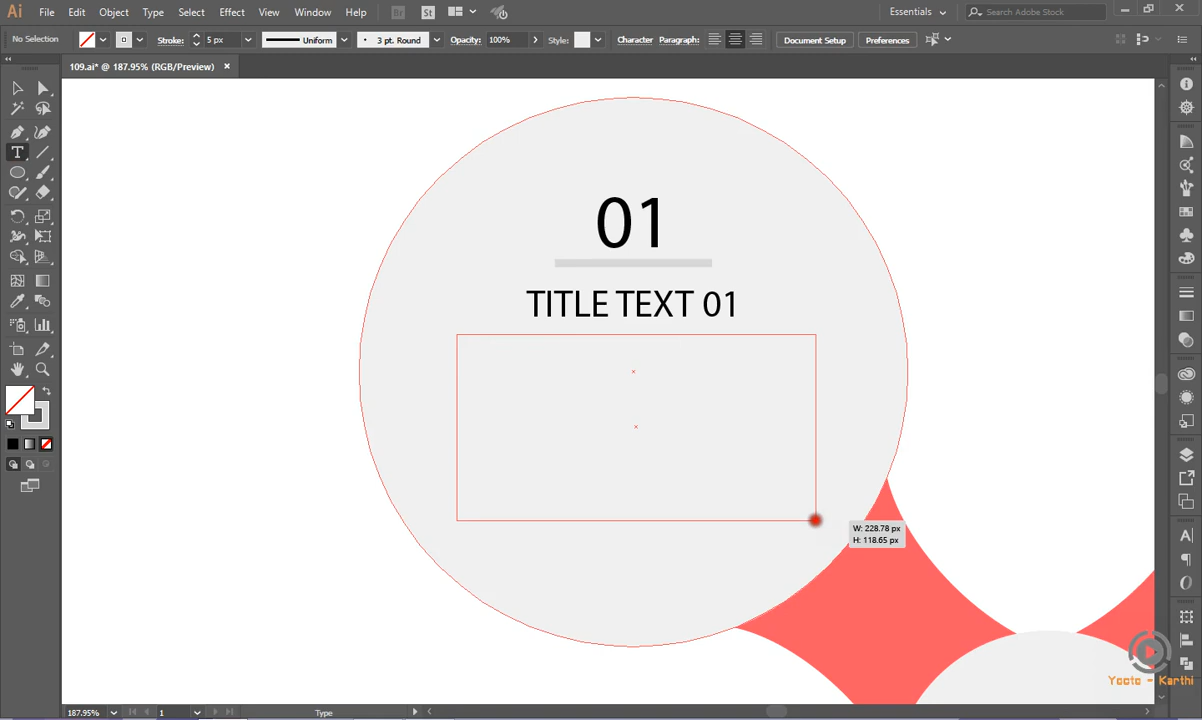 Ai File Edit Object Type Select Effect View Window Help Br St Essentials Search Adobe Stock
No Selection Stroke: 5 px Uniform 3 pt. Round Opacity: 100% Style: Character Paragraph: Document Setup Preferences
109.ai* @ 187.95% (RGB/Preview) ×
01
TITLE TEXT 01
W: 228.78 px
H: 118.65 px
Yooto - Karthi
187.95% 1 Type